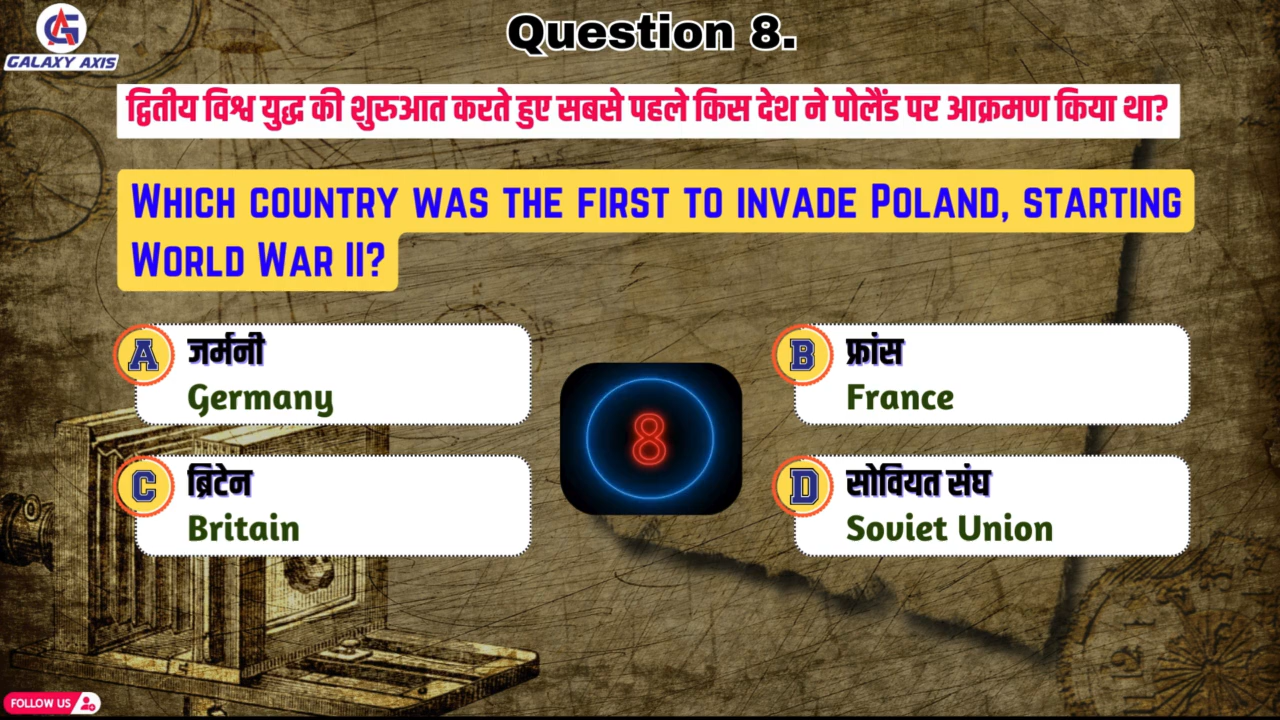 GALAXY AXIS
Question 8.
द्वितीय विश्व युद्ध की शुरुआत करते हुए सबसे पहले किस देश ने पोलैंड पर आक्रमण किया था?
Which country was the first to invade Poland, starting
World War II?
A जर्मनी
Germany
B फ्रांस
France
8
C ब्रिटेन
Britain
D सोवियत संघ
Soviet Union
FOLLOW US